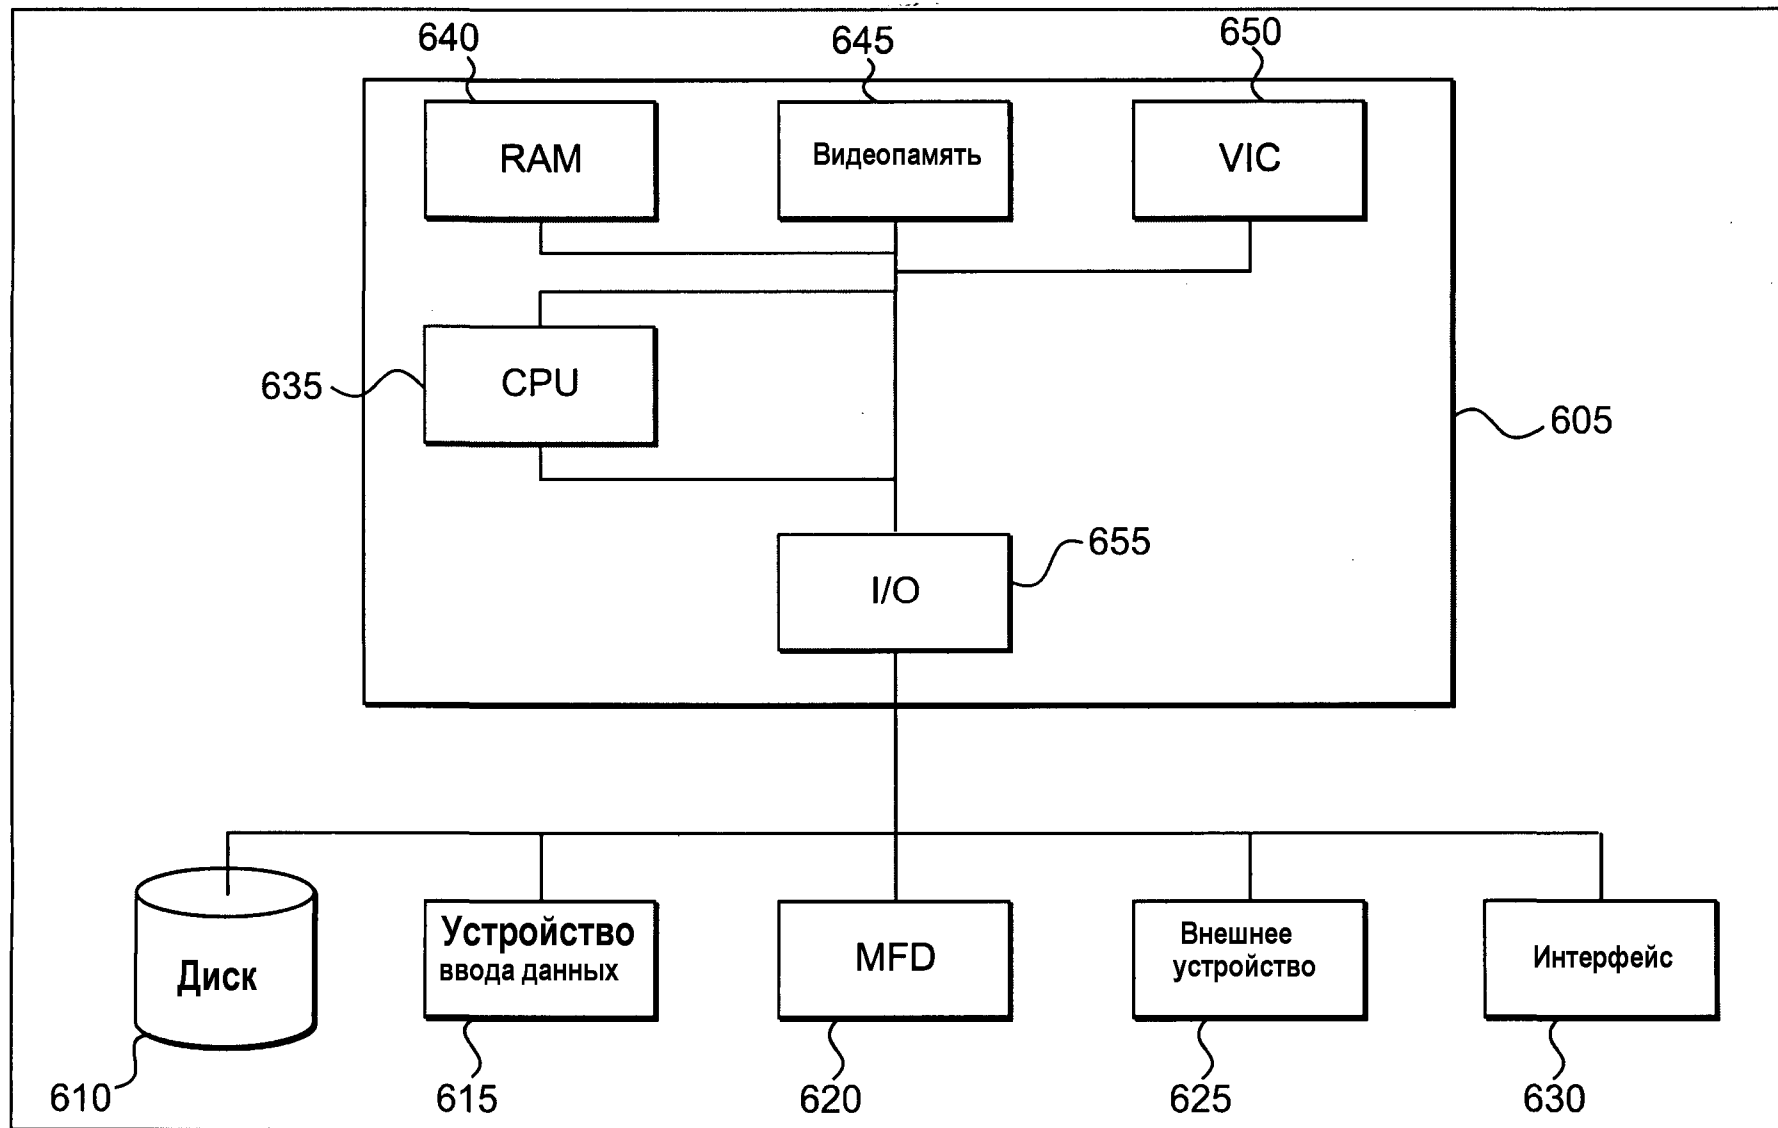 640
645
650
RAM
Видеопамять
VIC
635
CPU
605
655
I/O
Диск
Устройство
ввода данных
MFD
Внешнее
устройство
Интерфейс
610
615
620
625
630